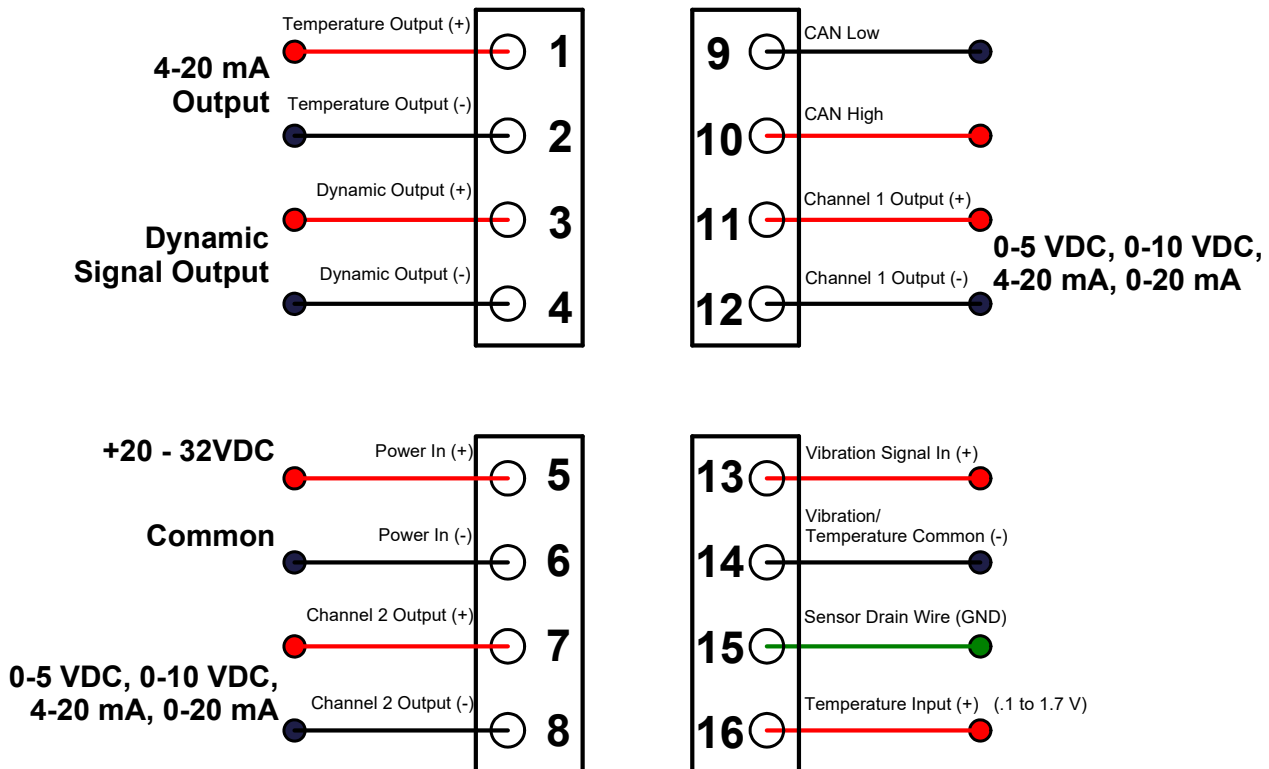 Temperature Output (+)
1
4-20 mA
Output
Temperature Output (-)
2
Dynamic Output (+)
3
Dynamic
Signal Output
Dynamic Output (-)
4
9
CAN Low
10
CAN High
11
Channel 1 Output (+)
0-5 VDC, 0-10 VDC,
4-20 mA, 0-20 mA
12
Channel 1 Output (-)
+20 - 32VDC
Power In (+)
5
Common
Power In (-)
6
Channel 2 Output (+)
7
0-5 VDC, 0-10 VDC,
4-20 mA, 0-20 mA
Channel 2 Output (-)
8
13
Vibration Signal In (+)
14
Vibration/
Temperature Common (-)
15
Sensor Drain Wire (GND)
16
Temperature Input (+) (.1 to 1.7 V)